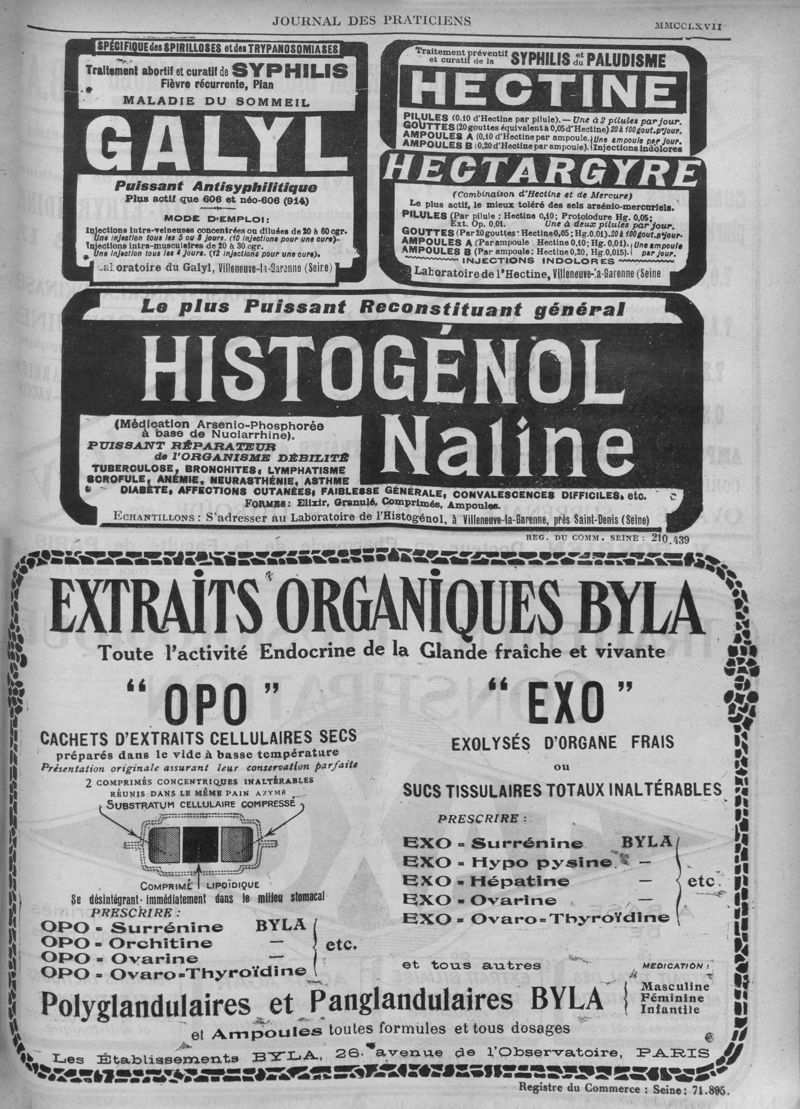 JOURNAL DES PRATICIENS
MMCCLXVII
SPÉCIFIQUE des SPIRILLOSES et des TRYPANOSOMIASES
Traitement abortif et curatif de SYPHILIS
Fièvre récurrente, Pian
MALADIE DU SOMMEIL
GALYL
Puissant Antisyphilitique
Plus actif que 606 et néo-606 (914)
MODE D'EMPLOI:
Injections intra-veineuses concentrées ou diluées de 20 à 60 cgr.
Une injection tous les 5 ou 8 jours. (10 injections pour une cure).
Injections intra-musculaires de 20 à 30 cgr.
Une injection tous les 4 jours. (12 injections pour une cure).
Laboratoire du Galyl, Villeneuve-la-Garenne (Seine)
Traitement préventif et curatif de la SYPHILIS et du PALUDISME
HECTINE
PILULES (0.10 d'Hectine par pilule). — Une à 2 pilules par jour.
GOUTTES (20 gouttes équivalent à 0,05 d'Hectine) 20 à 100 gout. p. jour.
AMPOULES A (0,10 d'Hectine par ampoule. Une ampoule par jour.
AMPOULES B (0,20 d'Hectine par ampoule). Injections indolores
HECTARGYRE
(Combinaison d'Hectine et de Mercure)
Le plus actif, le mieux toléré des sels arsénio-mercuriels.
PILULES (Par pilule : Hectine 0,10; Protoiodure Hg. 0,05;
Ext. Op. 0,01. Une à deux pilules par jour.
GOUTTES (Par 20 gouttes : Hectine 0,05; Hg. 0,01). 20 à 100 gout. p. jour.
AMPOULES A (Par ampoule : Hectine 0,10; Hg. 0,01). Une ampoule
AMPOULES B (Par ampoule : Hectine 0,20, Hg. 0,015). par jour.
INJECTIONS INDOLORES
Laboratoire de l'Hectine, Villeneuve-la-Garenne (Seine
Le plus Puissant Reconstituant général
HISTOGÉNOL
Naline
(Médication Arsenio-Phosphorée
à base de Nuclarrhine).
PUISSANT RÉPARATEUR
de l'ORGANISME DÉBILITÉ
TUBERCULOSE, BRONCHITES, LYMPHATISME
SCROFULE, ANÉMIE, NEURASTHÉNIE, ASTHME
DIABÈTE, AFFECTIONS CUTANÉES, FAIBLESSE GÉNÉRALE, CONVALESCENCES DIFFICILES, etc.
FORMES: Elixir, Granulé, Comprimés, Ampoules.
ECHANTILLONS : S'adresser au Laboratoire de l'Histogénol, à Villeneuve-la-Garenne, près Saint-Denis (Seine)
REG. DU COMM. SEINE : 210.439
EXTRAITS ORGANIQUES BYLA
Toute l'activité Endocrine de la Glande fraîche et vivante
“ OPO ”
CACHETS D'EXTRAITS CELLULAIRES SECS
préparés dans le vide à basse température
Présentation originale assurant leur conservation parfaite
2 COMPRIMÉS CONCENTRIQUES INALTÉRABLES
RÉUNIS DANS LE MÊME PAIN AZYME
SUBSTRATUM CELLULAIRE COMPRESSÉ
COMPRIMÉ LIPOÏDIQUE
Se désintégrant immédiatement dans le milieu stomacal
PRESCRIRE :
OPO - Surrénine BYLA
OPO - Orchitine —
OPO - Ovarine —
OPO - Ovaro-Thyroïdine
etc.
“ EXO ”
EXOLYSÉS D'ORGANE FRAIS
ou
SUCS TISSULAIRES TOTAUX INALTÉRABLES
PRESCRIRE :
EXO - Surrénine BYLA
EXO - Hypo pysine —
EXO - Hépatine —
EXO - Ovarine —
EXO - Ovaro-Thyroïdine
etc.
et tous autres
MEDICATION :
Polyglandulaires et Panglandulaires BYLA
Masculine
Féminine
Infantile
et Ampoules toutes formules et tous dosages
Les Établissements BYLA, 26 avenue de l'Observatoire, PARIS
Registre du Commerce : Seine : 71.895.